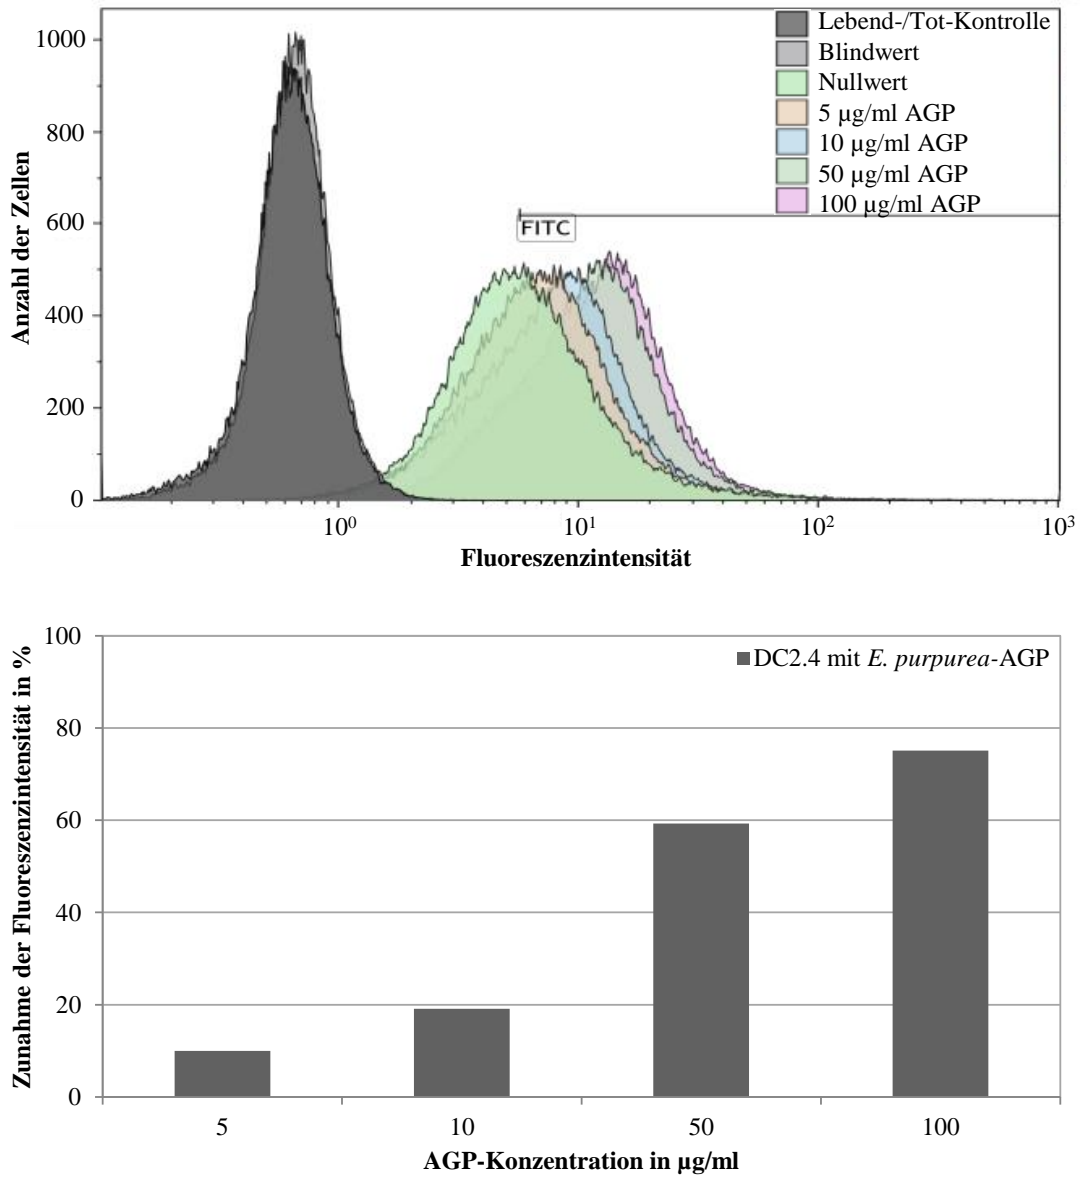 Lebend-/Tot-Kontrolle
Blindwert
Nullwert
5 µg/ml AGP
10 µg/ml AGP
50 µg/ml AGP
100 µg/ml AGP
FITC
Anzahl der Zellen
1000
800
600
400
200
0
10⁰ 10¹ 10² 10³
Fluoreszenzintensität
DC2.4 mit E. purpurea-AGP
Zunahme der Fluoreszenzintensität in %
100
80
60
40
20
0
5 10 50 100
AGP-Konzentration in µg/ml